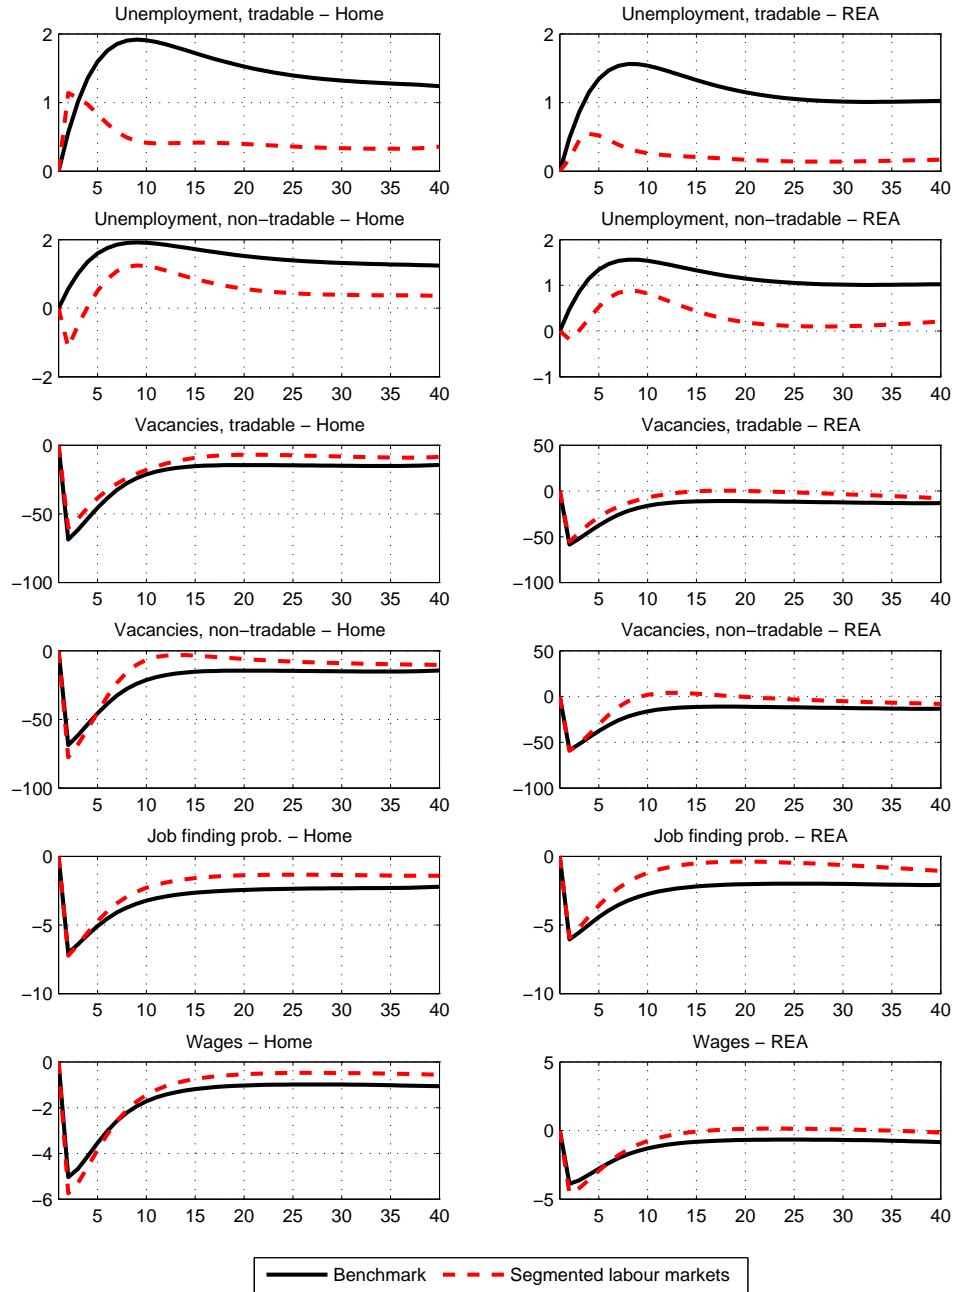 Unemployment, tradable – Home
Unemployment, tradable – REA
2
1
0
5 10 15 20 25 30 35 40
2
1
0
5 10 15 20 25 30 35 40
Unemployment, non–tradable – Home
Unemployment, non–tradable – REA
2
0
−2
5 10 15 20 25 30 35 40
2
1
0
−1
5 10 15 20 25 30 35 40
Vacancies, tradable – Home
Vacancies, tradable – REA
0
−50
−100
5 10 15 20 25 30 35 40
50
0
−50
−100
5 10 15 20 25 30 35 40
Vacancies, non–tradable – Home
Vacancies, non–tradable – REA
0
−50
−100
5 10 15 20 25 30 35 40
50
0
−50
−100
5 10 15 20 25 30 35 40
Job finding prob. – Home
Job finding prob. – REA
0
−5
−10
5 10 15 20 25 30 35 40
0
−5
−10
5 10 15 20 25 30 35 40
Wages – Home
Wages – REA
0
−2
−4
−6
5 10 15 20 25 30 35 40
5
0
−5
5 10 15 20 25 30 35 40
Benchmark
Segmented labour markets